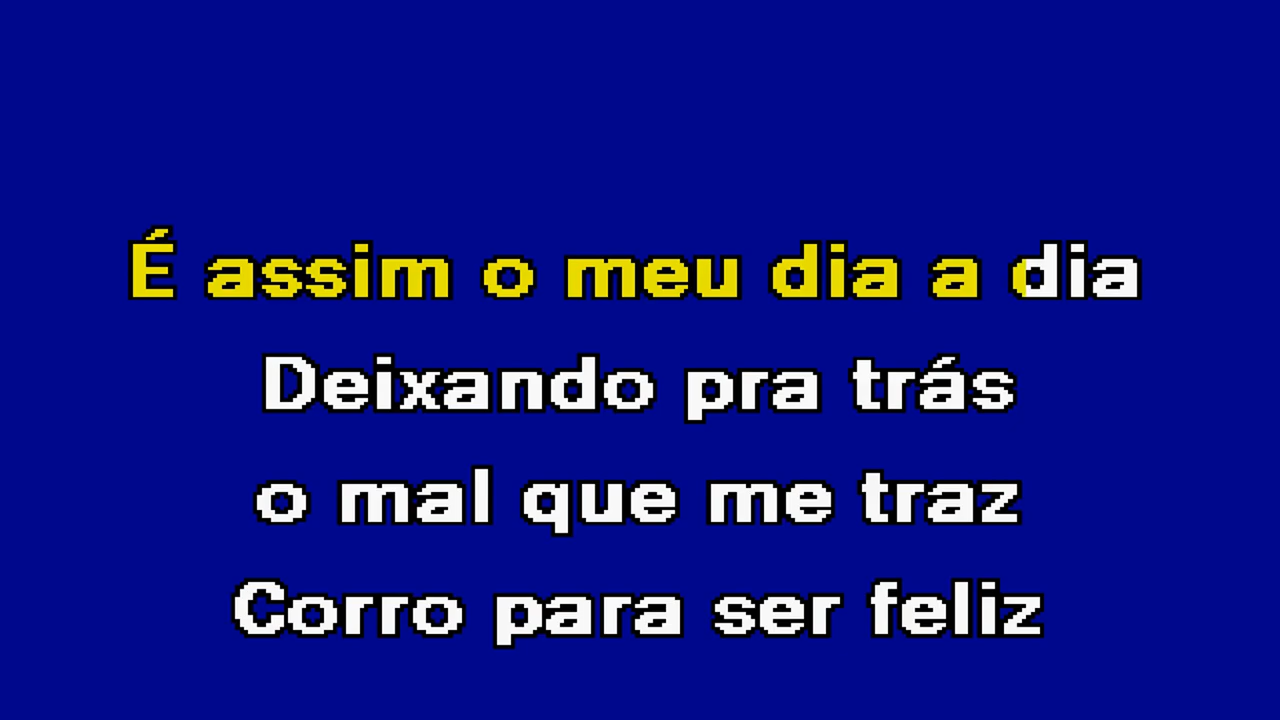 É assim o meu dia a dia
Deixando pra trás
o mal que me traz
Corro para ser feliz